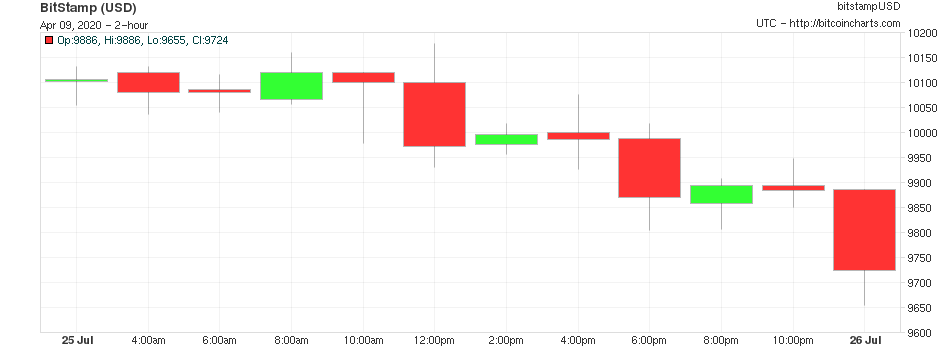 BitStamp (USD)
bitstampUSD
Apr 09, 2020 - 2-hour
UTC - http://bitcoincharts.com
Op:9886, Hi:9886, Lo:9655, Cl:9724
10200
10150
10100
10050
10000
9950
9900
9850
9800
9750
9700
9650
9600
25 Jul
4:00am
6:00am
8:00am
10:00am
12:00pm
2:00pm
4:00pm
6:00pm
8:00pm
10:00pm
26 Jul